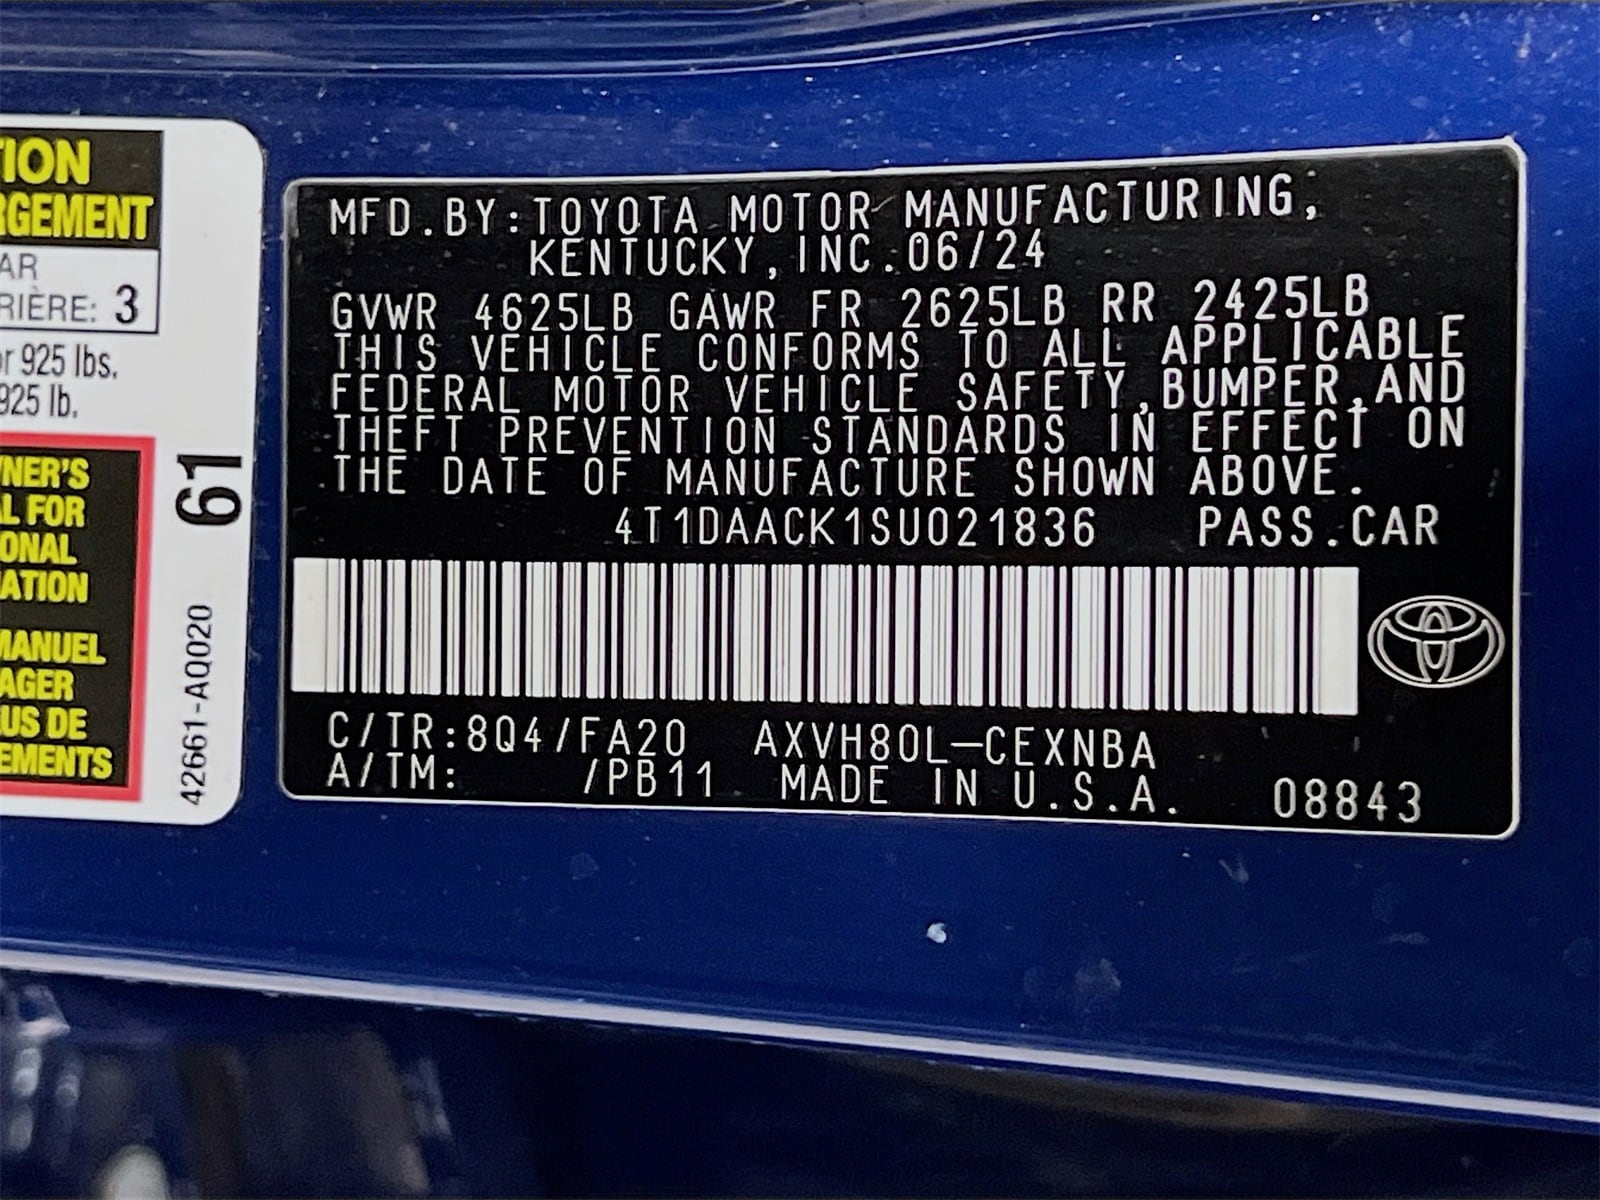 TION
RGEMENT
AR
RIÈRE: 3
r 925 lbs.
925 lb.
NER'S
L FOR
ONAL
ATION
MANUEL
AGER
US DE
EMENTS
61
42661-AQ020
MFD.BY:TOYOTA MOTOR MANUFACTURING,
KENTUCKY, INC.06/24
GVWR 4625LB GAWR FR 2625LB RR 2425LB
THIS VEHICLE CONFORMS TO ALL APPLICABLE
FEDERAL MOTOR VEHICLE SAFETY,BUMPER,AND
THEFT PREVENTION STANDARDS IN EFFECT ON
THE DATE OF MANUFACTURE SHOWN ABOVE.
4T1DAACK1SU021836 PASS.CAR
C/TR:8Q4/FA20 AXVH80L-CEXNBA
A/TM: /PB11 MADE IN U.S.A. 08843